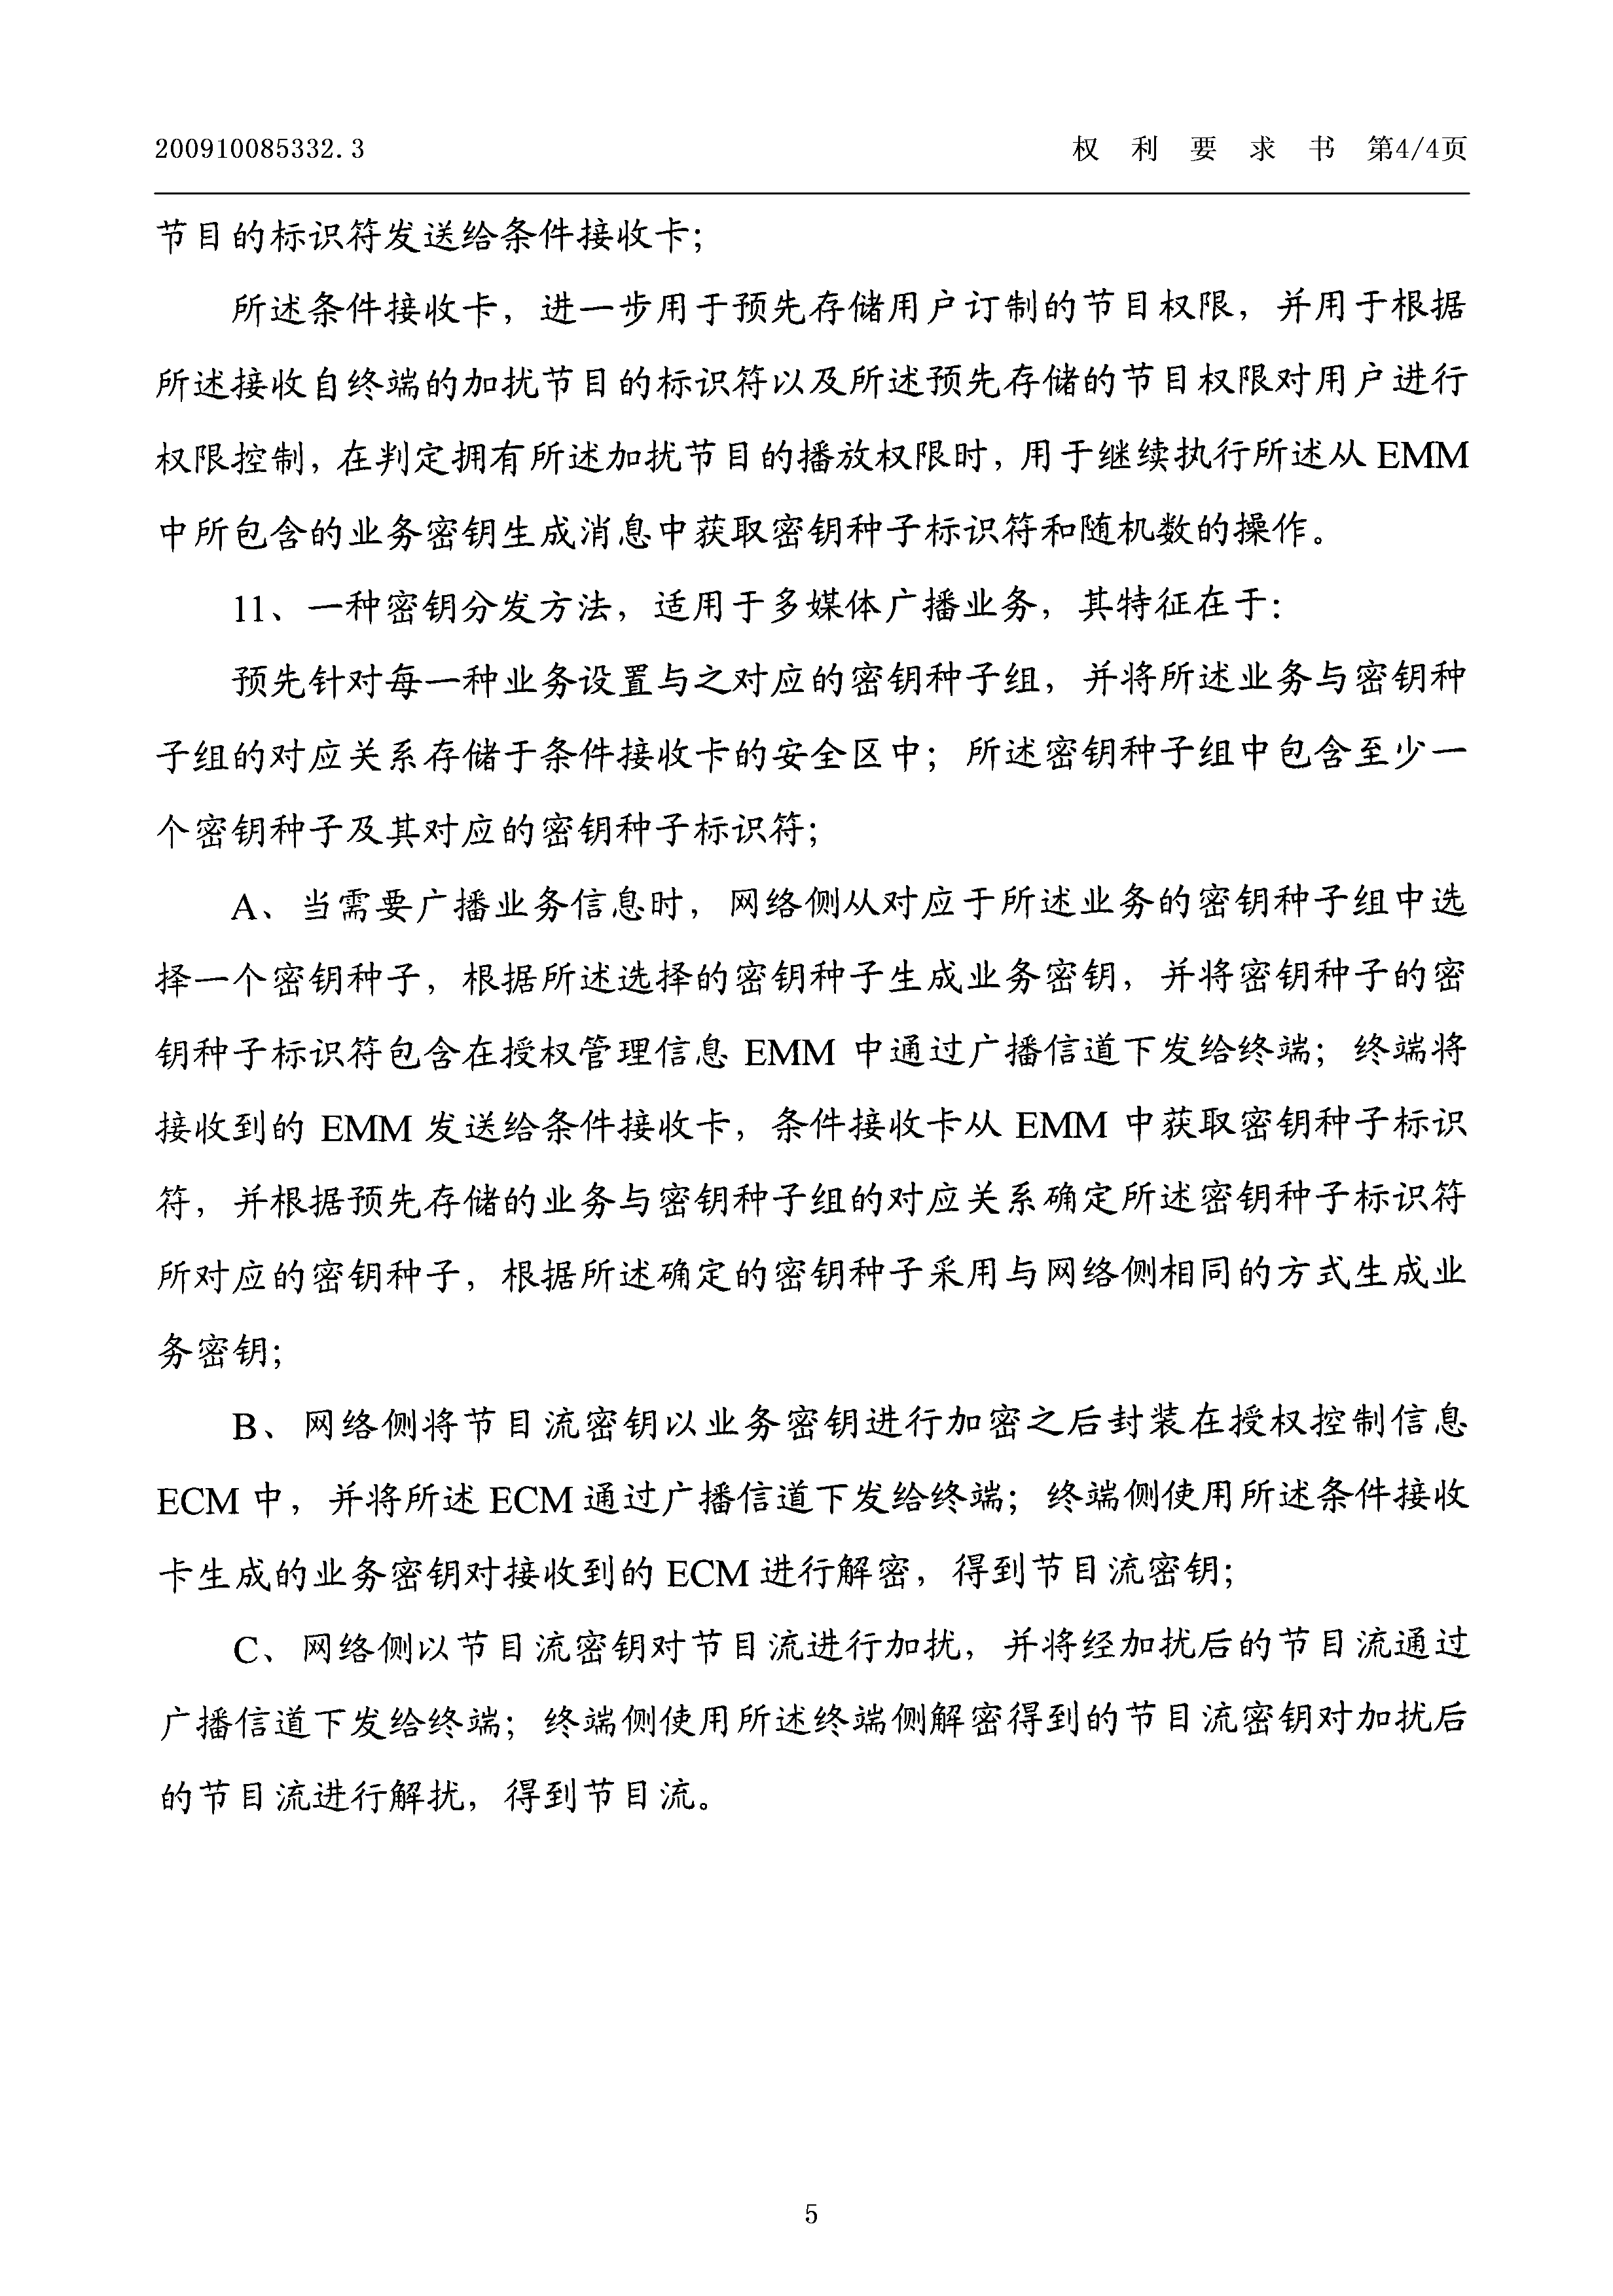 200910085332.3 权 利 要 求 书 第4/4页
节目的标识符发送给条件接收卡；
所述条件接收卡，进一步用于预先存储用户订制的节目权限，并用于根据
所述接收自终端的加扰节目的标识符以及所述预先存储的节目权限对用户进行
权限控制，在判定拥有所述加扰节目的播放权限时，用于继续执行所述从 EMM
中所包含的业务密钥生成消息中获取密钥种子标识符和随机数的操作。
11、一种密钥分发方法，适用于多媒体广播业务，其特征在于：
预先针对每一种业务设置与之对应的密钥种子组，并将所述业务与密钥种
子组的对应关系存储于条件接收卡的安全区中；所述密钥种子组中包含至少一
个密钥种子及其对应的密钥种子标识符；
A、当需要广播业务信息时，网络侧从对应于所述业务的密钥种子组中选
择一个密钥种子，根据所述选择的密钥种子生成业务密钥，并将密钥种子的密
钥种子标识符包含在授权管理信息 EMM 中通过广播信道下发给终端；终端将
接收到的 EMM 发送给条件接收卡，条件接收卡从 EMM 中获取密钥种子标识
符，并根据预先存储的业务与密钥种子组的对应关系确定所述密钥种子标识符
所对应的密钥种子，根据所述确定的密钥种子采用与网络侧相同的方式生成业
务密钥；
B、网络侧将节目流密钥以业务密钥进行加密之后封装在授权控制信息
ECM 中，并将所述 ECM 通过广播信道下发给终端；终端侧使用所述条件接收
卡生成的业务密钥对接收到的 ECM 进行解密，得到节目流密钥；
C、网络侧以节目流密钥对节目流进行加扰，并将经加扰后的节目流通过
广播信道下发给终端；终端侧使用所述终端侧解密得到的节目流密钥对加扰后
的节目流进行解扰，得到节目流。
5